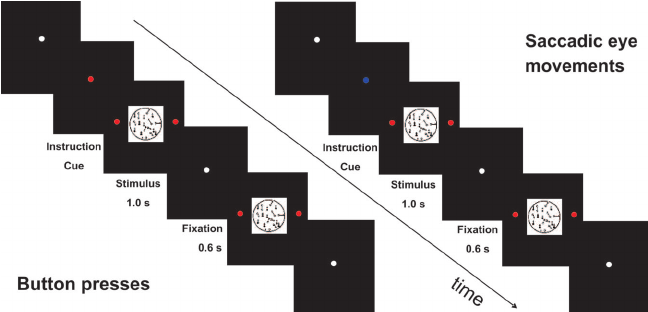 Saccadic eye
movements
Instruction
Cue
Stimulus
1.0 s
Fixation
0.6 s
Button presses
Instruction
Cue
Stimulus
1.0 s
Fixation
0.6 s
time